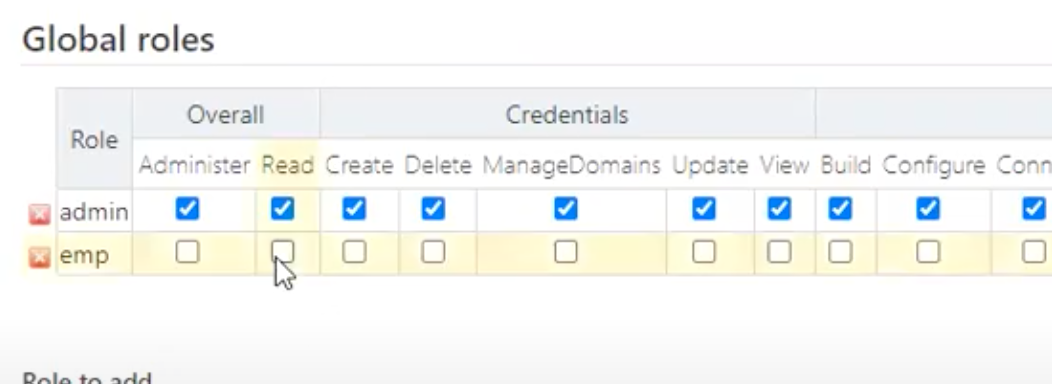 Global roles
Role Overall Credentials
Administer Read Create Delete ManageDomains Update View Build Configure Conn
admin
emp
Role to add